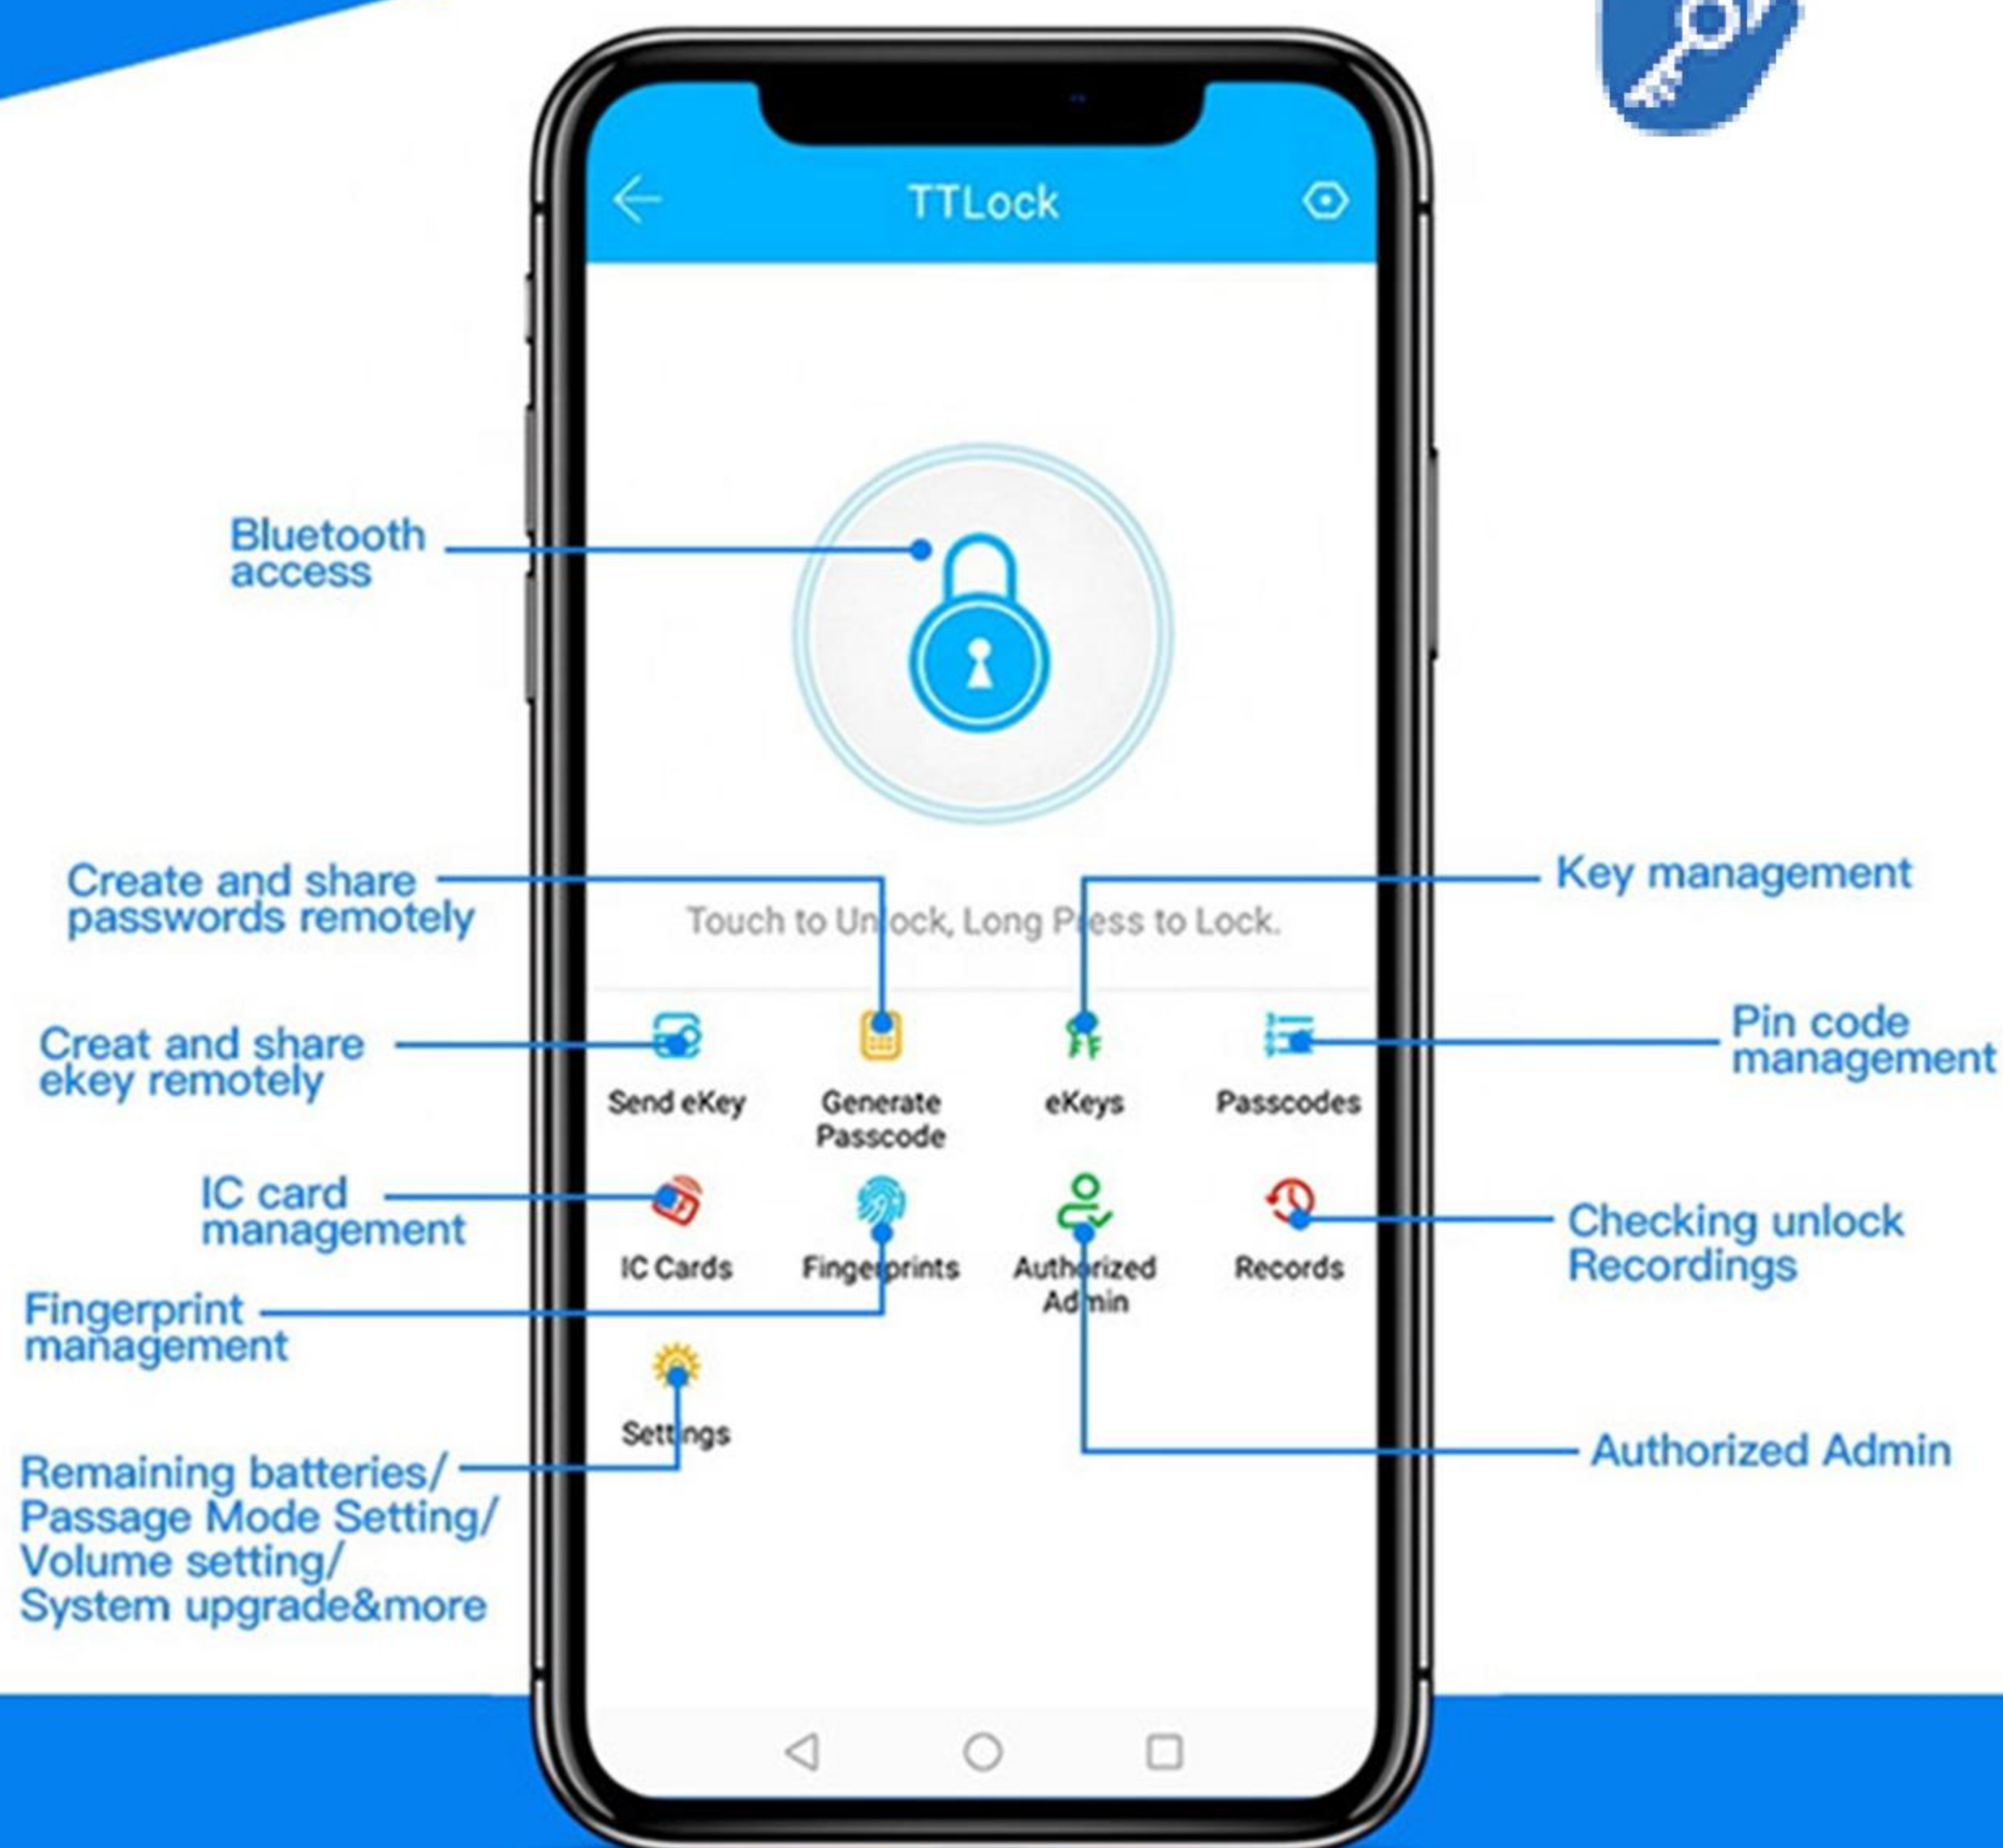 TTLock
Bluetooth
access
Create and share
passwords remotely
Key management
Touch to Unlock, Long Press to Lock.
Creat and share
ekey remotely
Pin code
management
Send eKey
Generate
Passcode
eKeys
Passcodes
IC card
management
Checking unlock
Recordings
IC Cards
Fingerprints
Authorized
Admin
Records
Fingerprint
management
Settings
Authorized Admin
Remaining batteries/
Passage Mode Setting/
Volume setting/
System upgrade&more